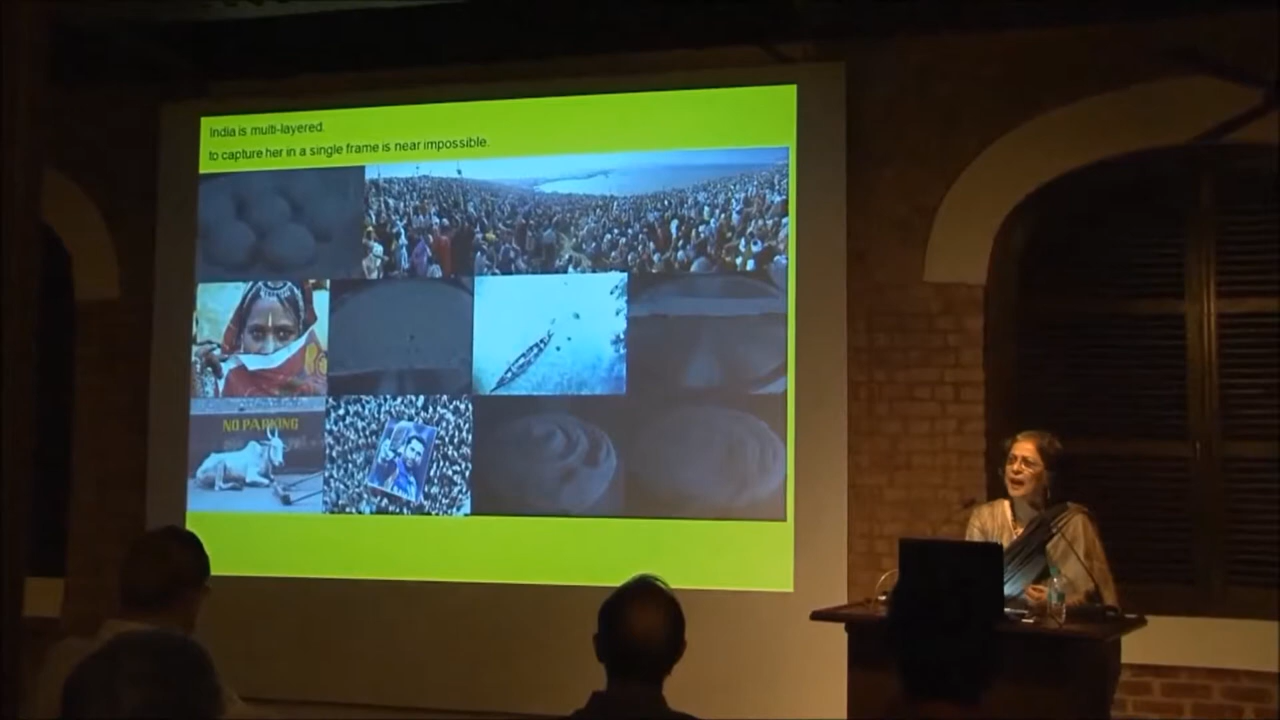 India is multi-layered.
to capture her in a single frame is near impossible.
NO PARKING